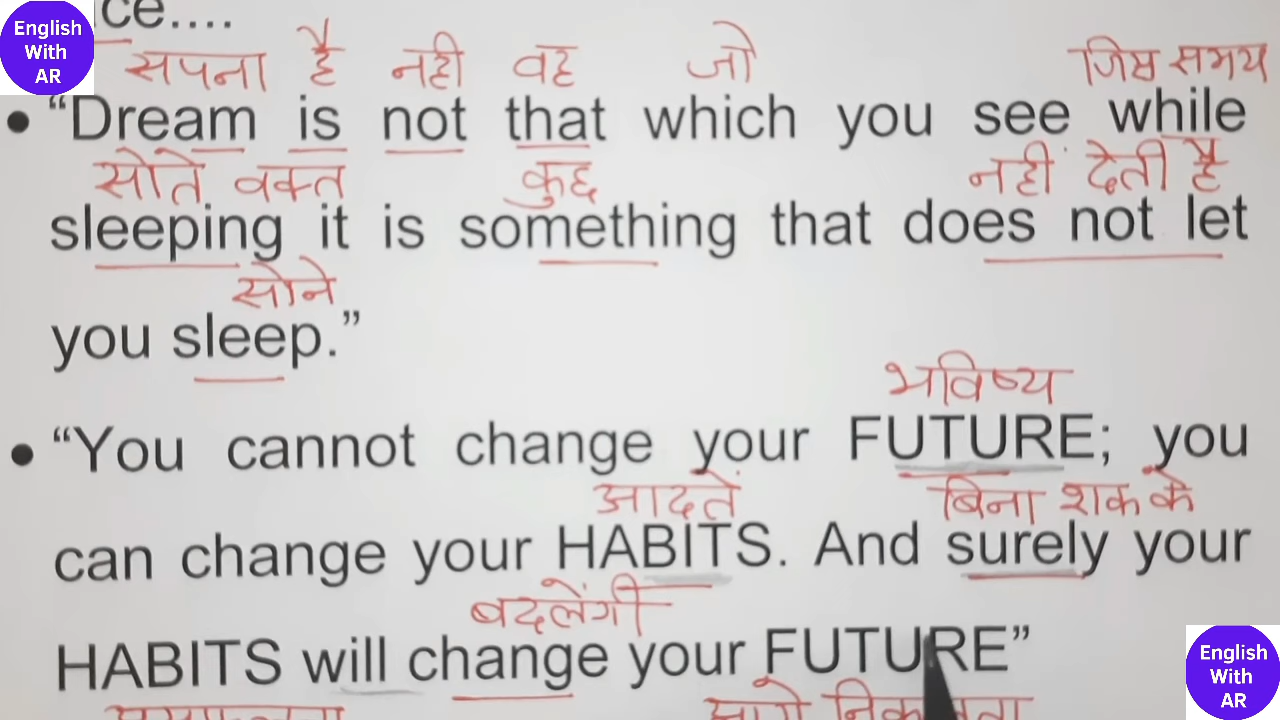 English
With
AR
ce....
सपना है नही वह जो जिस समय
• “Dream is not that which you see while
सोते वक्त कुछ नहीं देती है
sleeping it is something that does not let
सोने
you sleep.”
भविष्य
• “You cannot change your FUTURE; you
आदतें बिना शक के
can change your HABITS. And surely your
बदलेंगी
HABITS will change your FUTURE”
English
With
AR